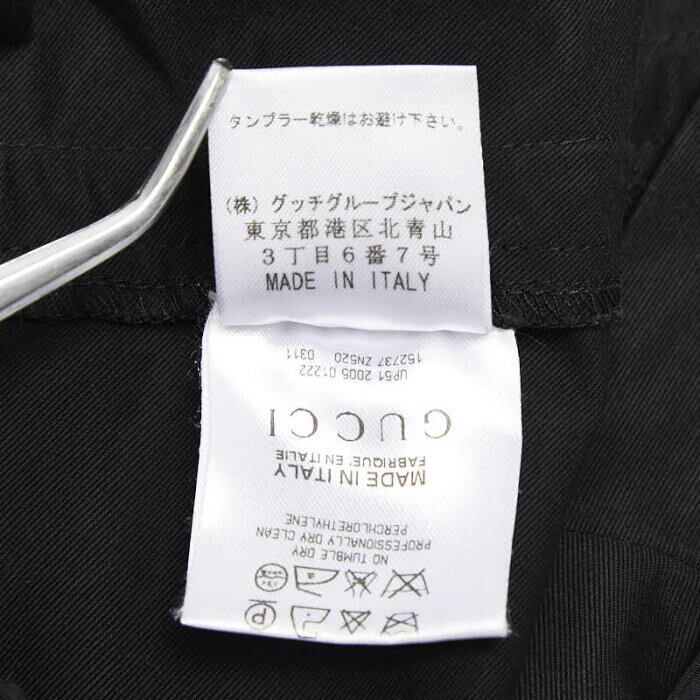 タンブラー乾燥はお避け下さい。
(株) グッチグループジャパン
東京都港区北青山
3丁目6番7号
MADE IN ITALY
NO TUMBLE DRY
PROFESSIONALLY DRY CLEAN
PERCHLORETHYLENE
MADE IN ITALY
FABRIQUE' EN ITALIE
GUCCI
UP51 2005 01222
152737 ZN520 0311
P